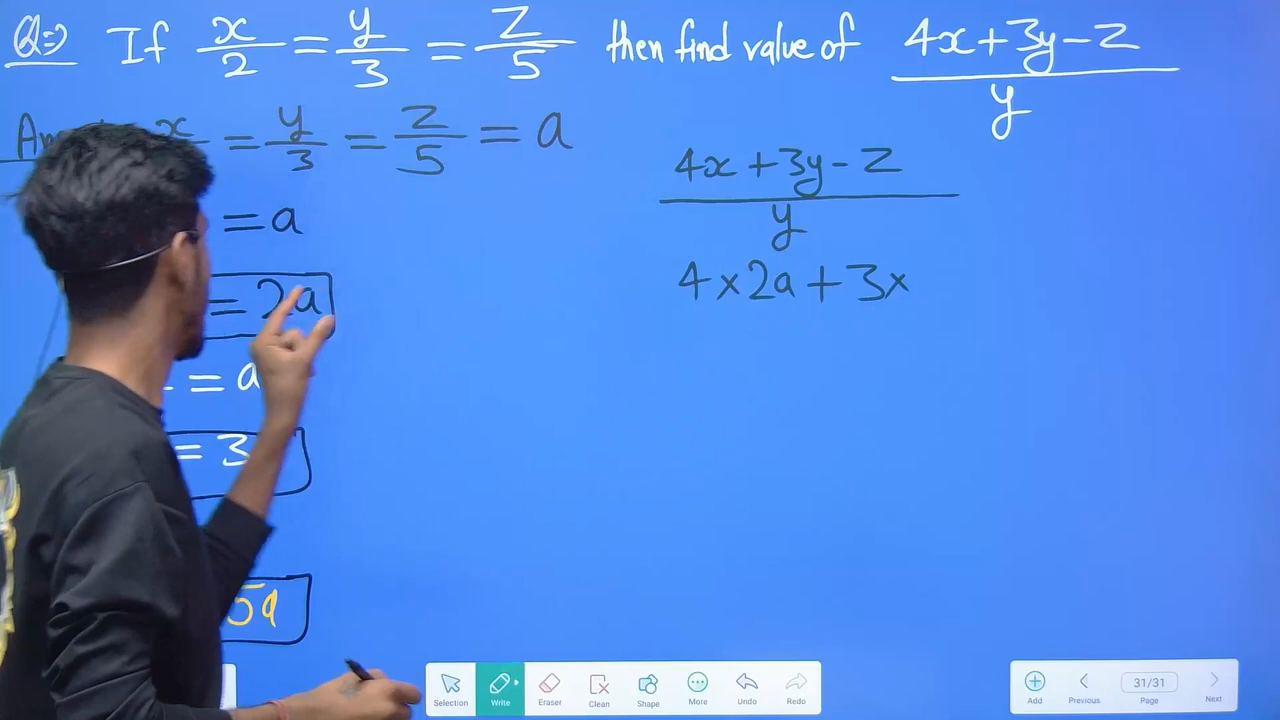 Q⇒ If x/2 = y/3 = z/5 then find value of (4x+3y-z)/y
= y/3 = z/5 = a
= a
= 2a
= a
= 3
5a
(4x+3y-z)/y
4×2a+3×
Selection
Write
Eraser
Clean
Shape
More
Undo
Redo
Add
Previous
31/31
Page
Next